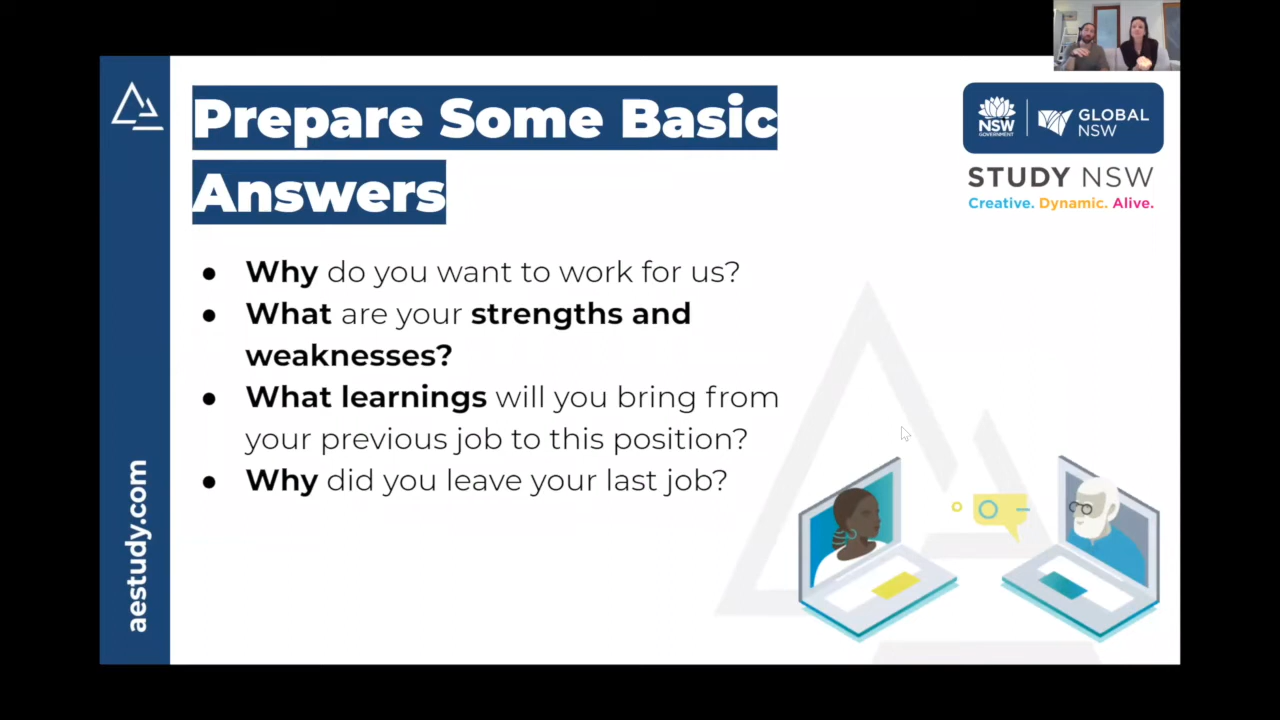 Prepare Some Basic
Answers
NSW
GOVERNMENT
GLOBAL
NSW
STUDY NSW
Creative. Dynamic. Alive.
● Why do you want to work for us?
● What are your strengths and
weaknesses?
● What learnings will you bring from
your previous job to this position?
● Why did you leave your last job?
aestudy.com